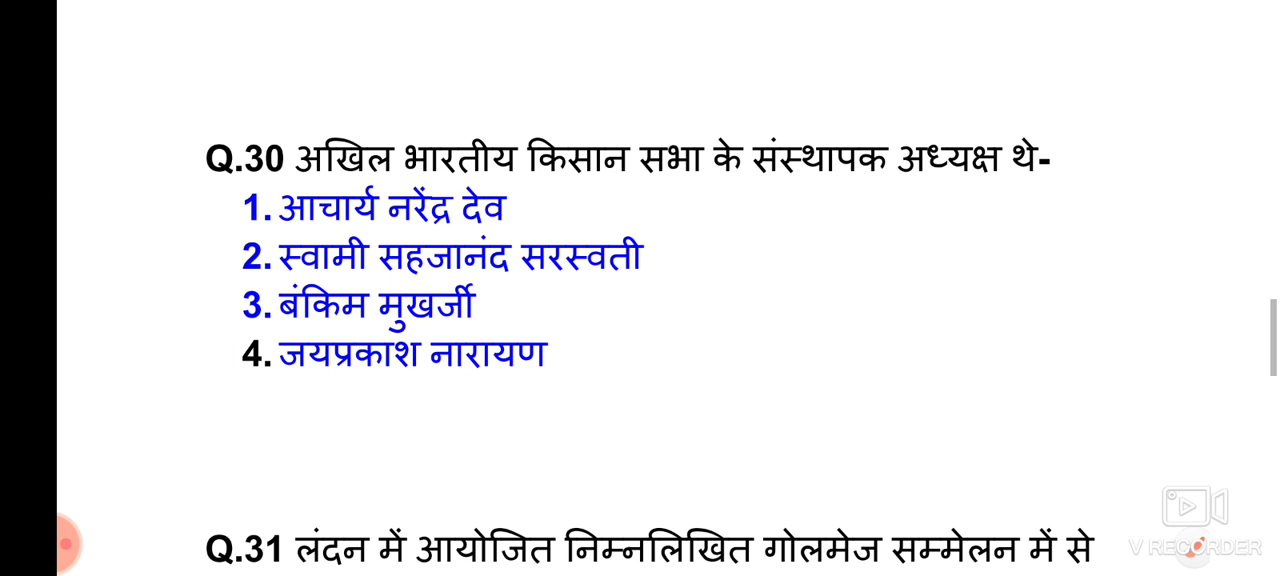 Q.30 अखिल भारतीय किसान सभा के संस्थापक अध्यक्ष थे-
1. आचार्य नरेंद्र देव
2. स्वामी सहजानंद सरस्वती
3. बंकिम मुखर्जी
4. जयप्रकाश नारायण
Q.31 लंदन में आयोजित निम्नलिखित गोलमेज सम्मेलन में से
V RECORDER